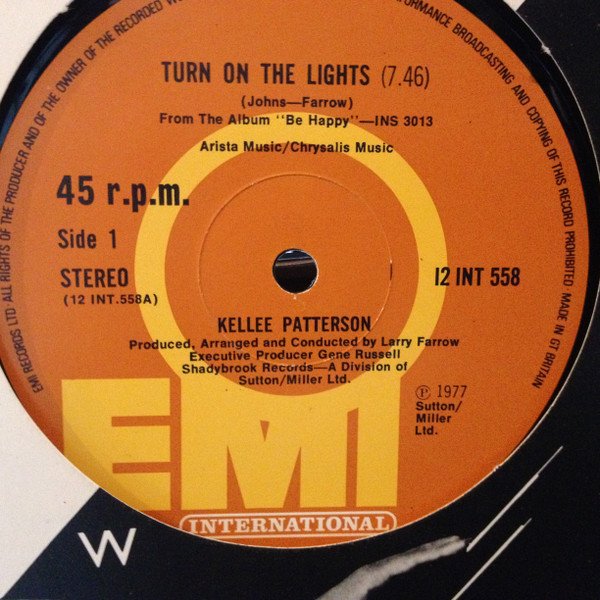 EMI RECORDS LTD. ALL RIGHTS OF THE PRODUCER AND OF THE OWNER OF THE RECORDED
PERFORMANCE BROADCASTING AND COPYING OF THIS RECORD PROHIBITED · MADE IN GT BRITAIN
TURN ON THE LIGHTS (7.46)
(Johns—Farrow)
From The Album "Be Happy"—INS 3013
Arista Music/Chrysalis Music
45 r.p.m.
Side 1
STEREO
(12 INT.558A)
12 INT 558
KELLEE PATTERSON
Produced, Arranged and Conducted by Larry Farrow
Executive Producer Gene Russell
Shadybrook Records—A Division of
Sutton/Miller Ltd.
℗ 1977
Sutton/
Miller
Ltd.
EMI
INTERNATIONAL
W